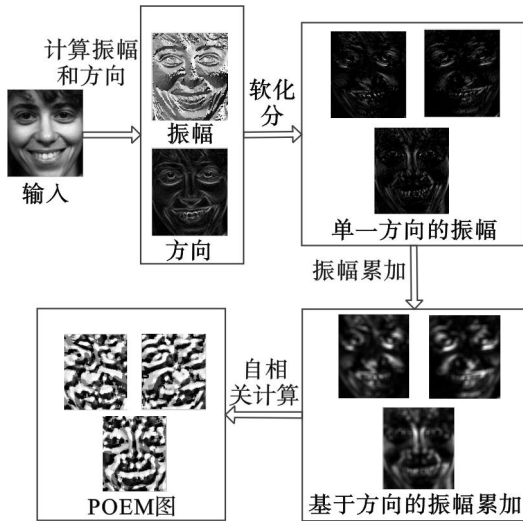 计算振幅
和方向
输入
振幅
方向
软化
分
单一方向的振幅
振幅累加
基于方向的振幅累加
自相
关计算
POEM图